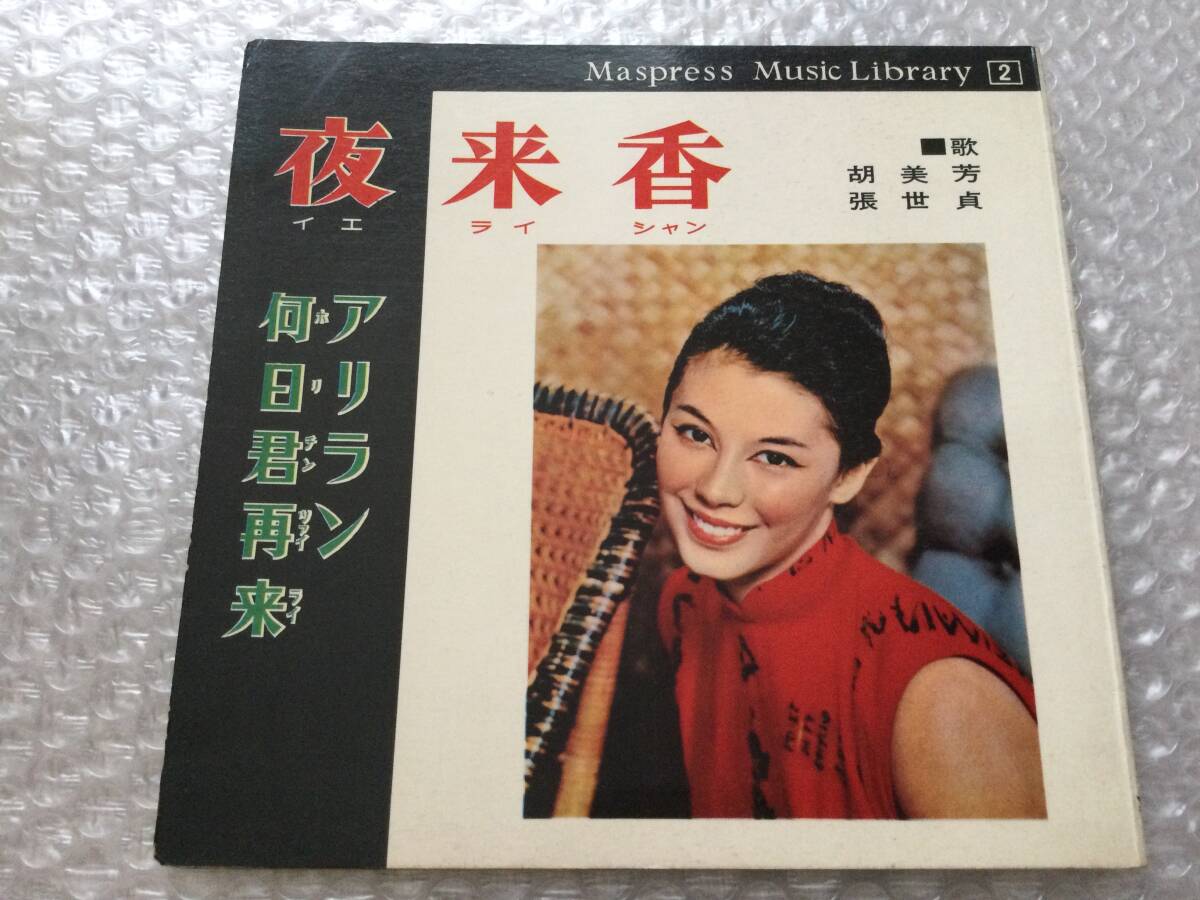 Maspress Music Library 2
夜来香
イエ ライ シャン
■歌
胡美芳
張世貞
アリラン
何日君再来
ホ リ チン ツァイ ライ